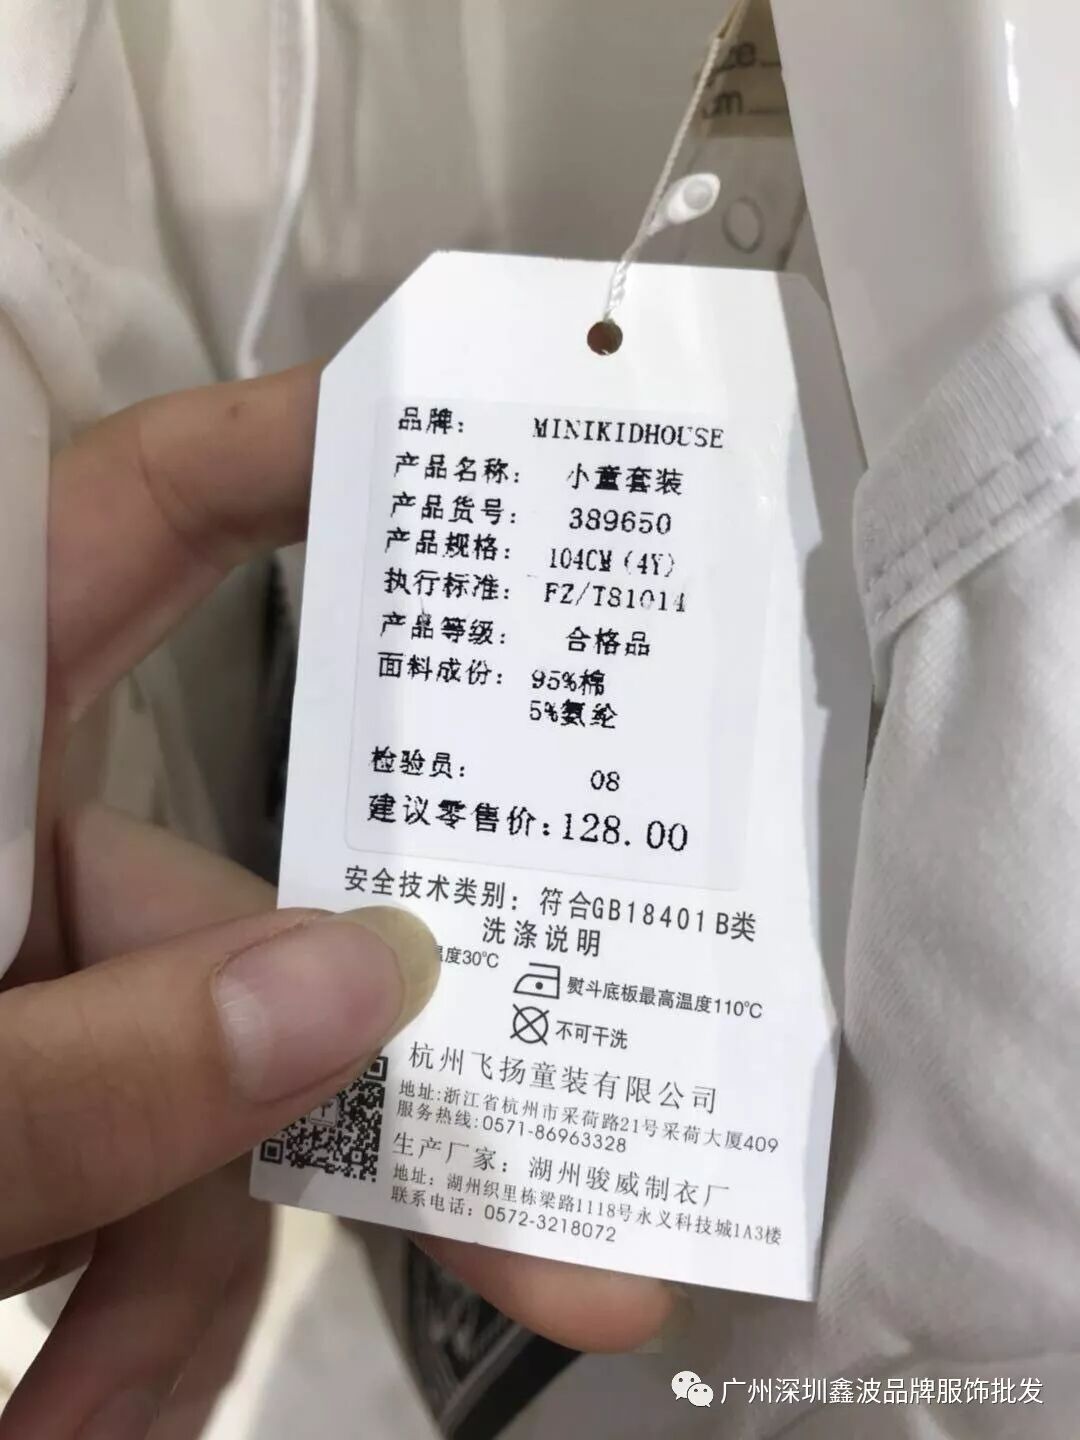 ze
cm
品牌： MINIKIDHOUSE
产品名称： 小童套装
产品货号： 389650
产品规格： 104CM (4Y)
执行标准： FZ/T81014
产品等级： 合格品
面料成份： 95%棉
5%氨纶
检验员： 08
建议零售价：128.00
安全技术类别：符合GB18401 B类
洗涤说明
温度30℃
熨斗底板最高温度110℃
不可干洗
杭州飞扬童装有限公司
地址:浙江省杭州市采荷路21号采荷大厦409
服务热线:0571-86963328
生产厂家：湖州骏威制衣厂
地址：湖州织里栋梁路1118号永义科技城1A3楼
联系电话：0572-3218072
广州深圳鑫波品牌服饰批发